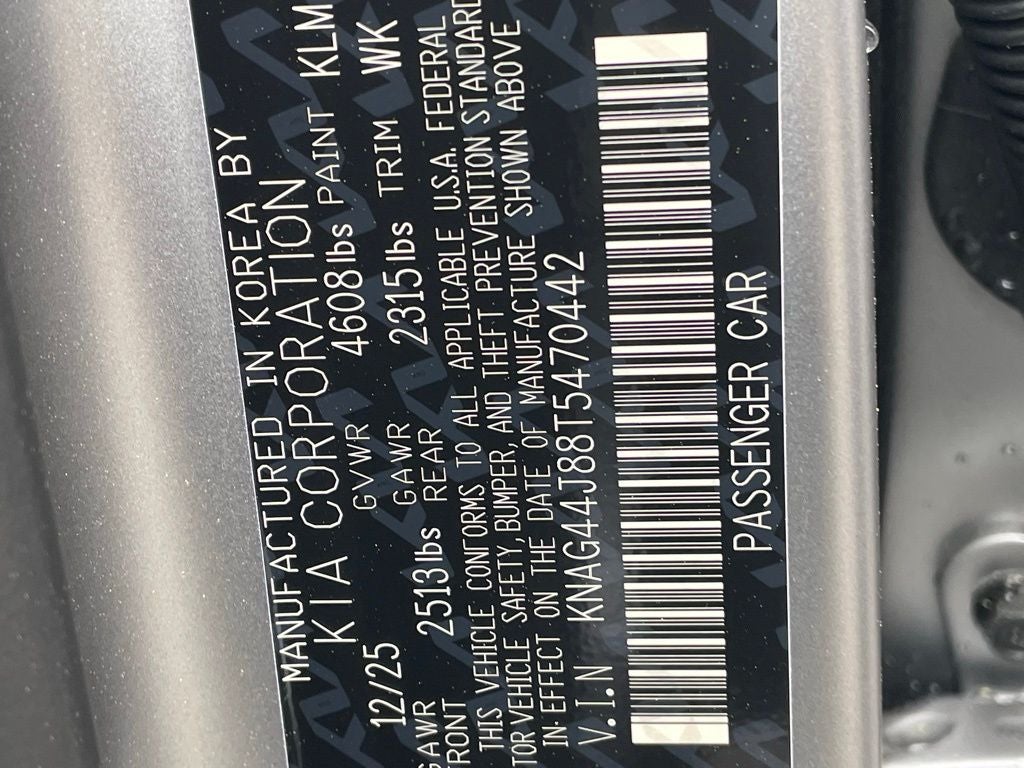 MANUFACTURED IN KOREA BY
KIA CORPORATION
12/25 GVWR 4608lbs PAINT KLM
GAWR FRONT 2513lbs GAWR REAR 2315lbs TRIM WK
THIS VEHICLE CONFORMS TO ALL APPLICABLE U.S.A. FEDERAL
TOR VEHICLE SAFETY, BUMPER, AND THEFT PREVENTION STANDARD
IN EFFECT ON THE DATE OF MANUFACTURE SHOWN ABOVE
V.I.N KNAG44J88T5470442
PASSENGER CAR